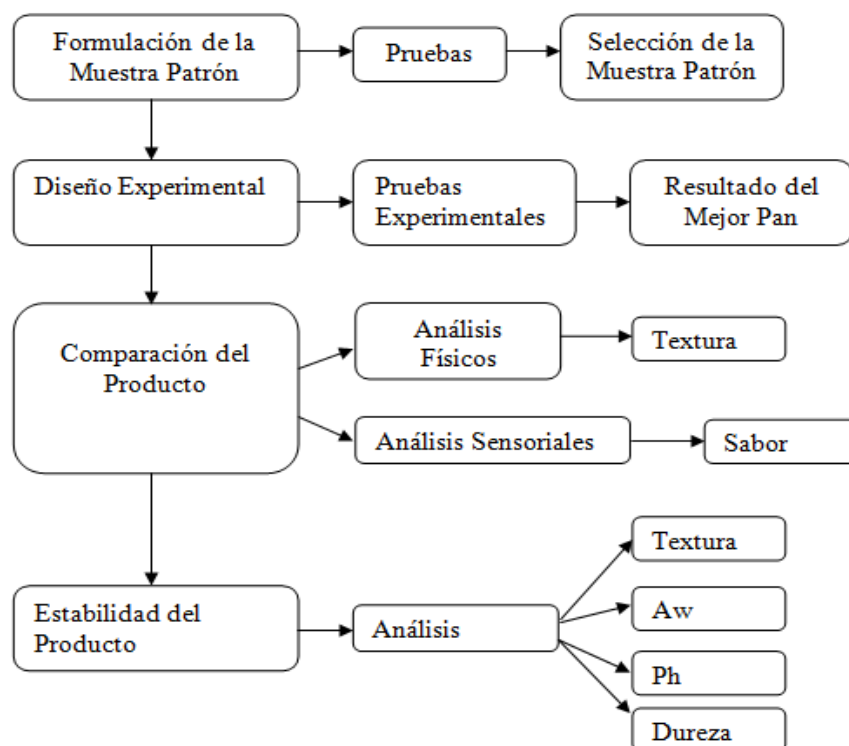 Formulación de la
Muestra Patrón
Pruebas
Selección de la
Muestra Patrón
Diseño Experimental
Pruebas
Experimentales
Resultado del
Mejor Pan
Comparación del
Producto
Análisis
Físicos
Textura
Análisis Sensoriales
Sabor
Estabilidad del
Producto
Análisis
Textura
Aw
Ph
Dureza